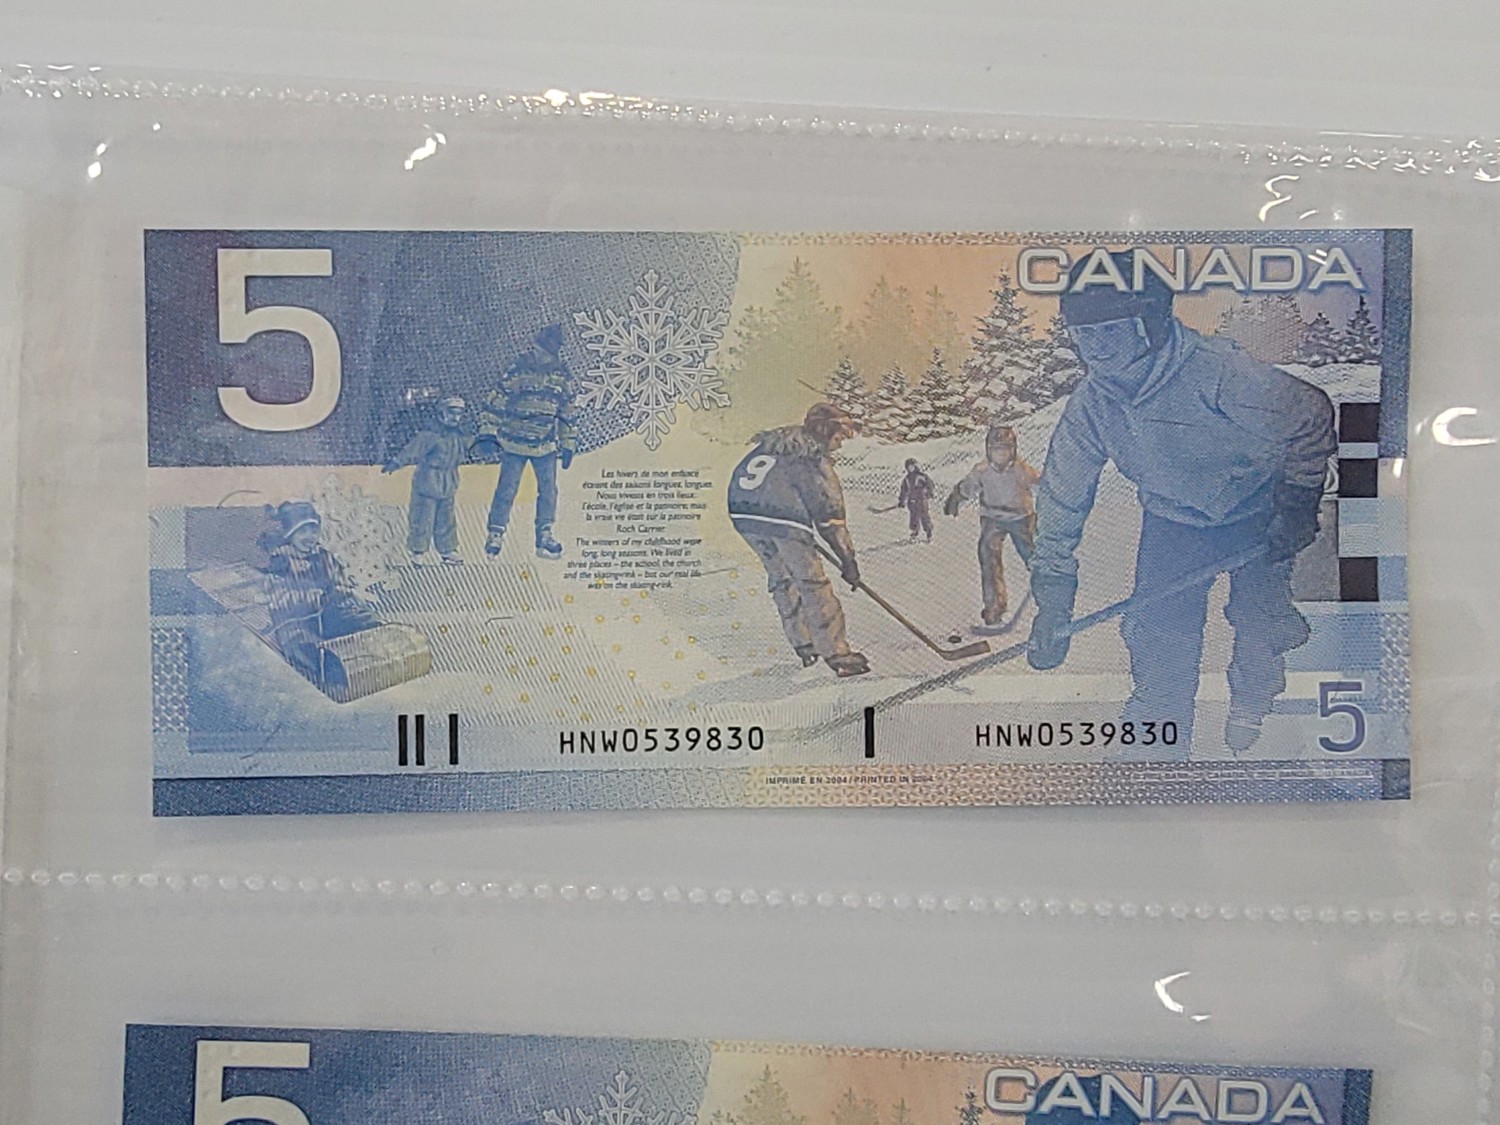 5
CANADA
9
Les hivers de mon enfance
étaient des saisons longues, longues.
Nous vivions en trois lieux:
l'école, l'église et la patinoire; mais
la vraie vie était sur la patinoire.
Roch Carrier
The winters of my childhood were
long, long seasons. We lived in
three places – the school, the church
and the skating-rink – but our real life
was on the skating-rink.
HNW0539830
HNW0539830
5
IMPRIMÉ EN 2004 / PRINTED IN 2004
5
CANADA